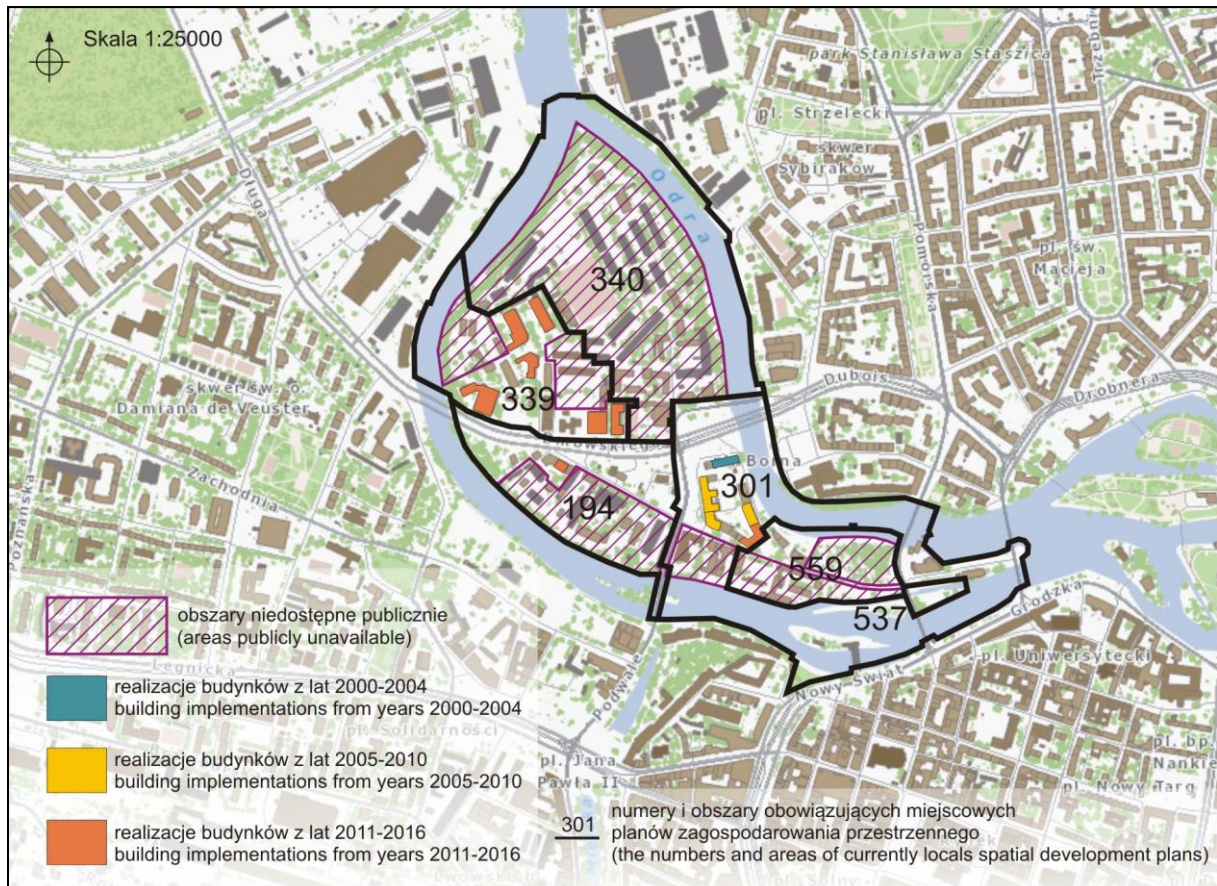 Skala 1:25000
park Stanisława Staszica
pl. Strzelecki
skwer
Sybiraków
Odra
Długa
Pomorska
pl. św.
Macieja
340
Dubois
Drobnera
skwer św. o.
Damiana de Veuster
339
Zachodnia
Poznańska
Bolna
301
194
559
537
Grodzka
pl. Uniwersytecki
Nowy Świat
Podwale
obszary niedostępne publicznie
(areas publicly unavailable)
Legnicka
realizacje budynków z lat 2000-2004
building implementations from years 2000-2004
pl. Solidarności
pl. Jana
Pawła II
pl. bp.
Nankie
pl. Nowy Targ
realizacje budynków z lat 2005-2010
building implementations from years 2005-2010
realizacje budynków z lat 2011-2016
building implementations from years 2011-2016
301
numery i obszary obowiązujących miejscowych
planów zagospodarowania przestrzennego
(the numbers and areas of currently locals spatial development plans)
pl. Solny